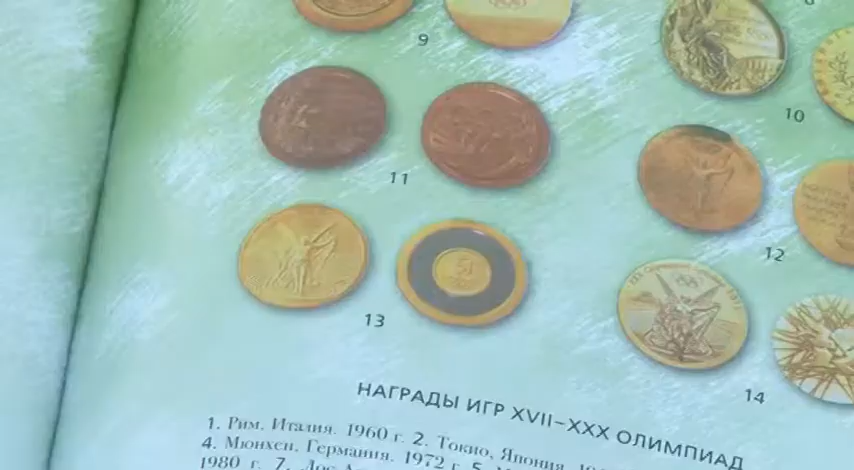 9
10
11
12
13
14
НАГРАДЫ ИГР XVII–XXX ОЛИМПИАД
1. Рим. Италия. 1960 г. 2. Токио, Япония.
4. Мюнхен. Германия. 1972 г. 5.
1980 г. 7.